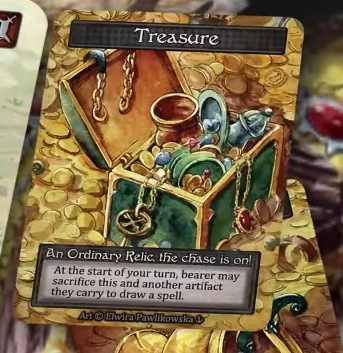 Treasure
An Ordinary Relic, the chase is on!
At the start of your turn, bearer may
sacrifice this and another artifact
they carry to draw a spell.
Art © Elwira Pawlikowska